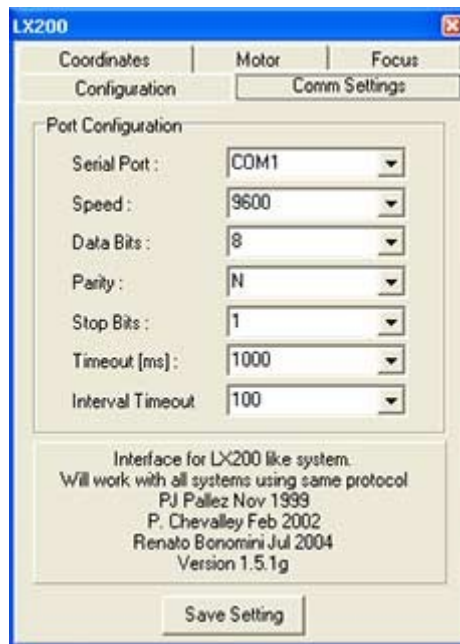 LX200
Coordinates Motor Focus
Configuration Comm Settings
Port Configuration
Serial Port : COM1
Speed : 9600
Data Bits : 8
Parity : N
Stop Bits : 1
Timeout [ms] : 1000
Interval Timeout 100
Interface for LX200 like system.
Will work with all systems using same protocol
PJ Pallez Nov 1999
P. Chevalley Feb 2002
Renato Bonomini Jul 2004
Version 1.5.1g
Save Setting